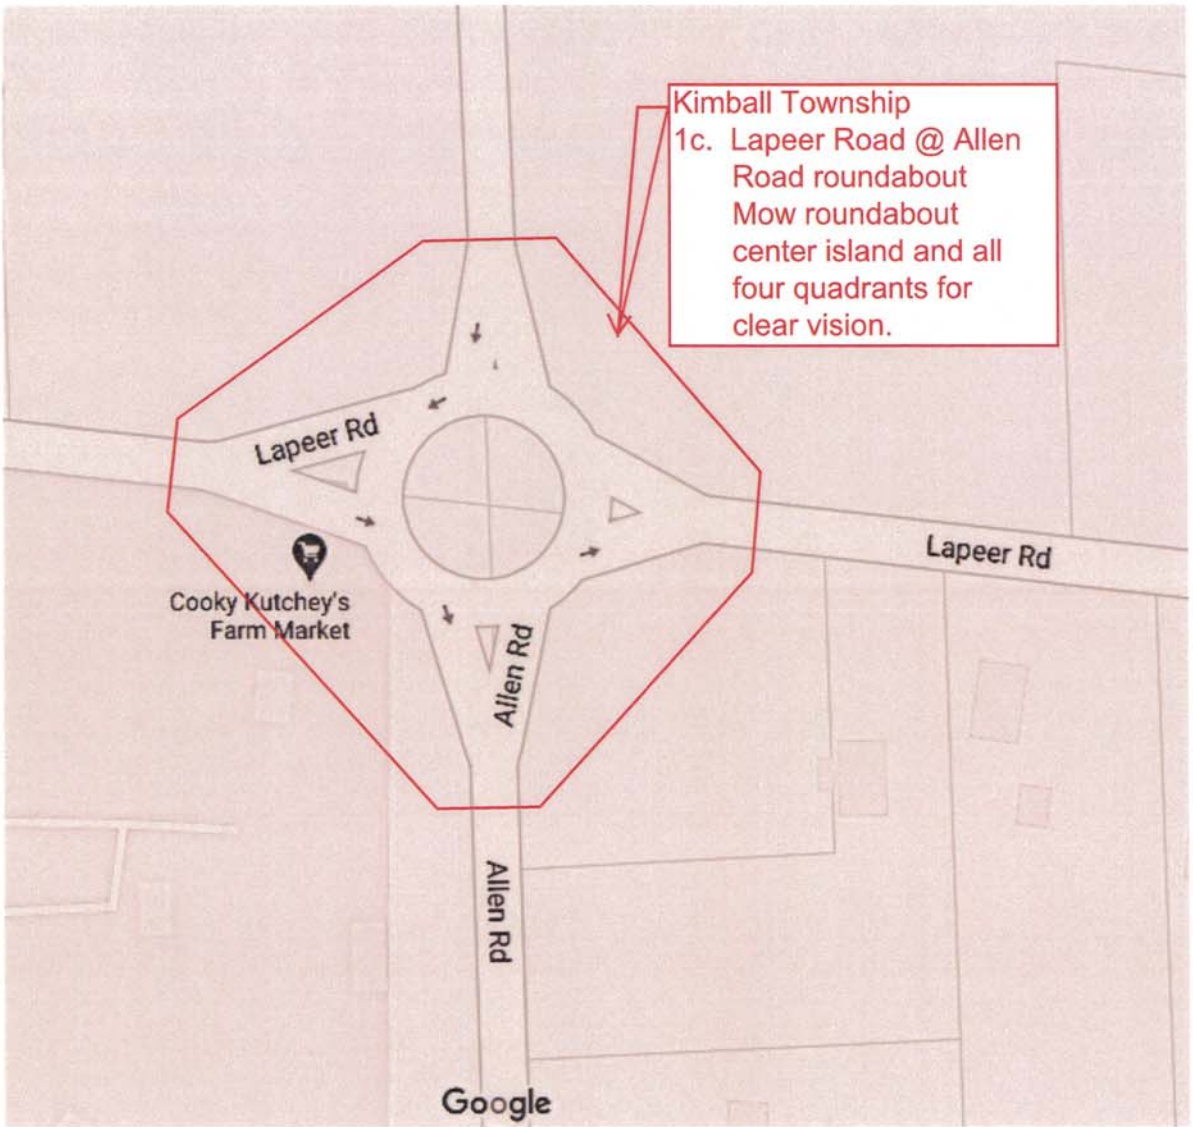 Kimball Township
1c. Lapeer Road @ Allen
Road roundabout
Mow roundabout
center island and all
four quadrants for
clear vision.
Lapeer Rd
Lapeer Rd
Cooky Kutchey's
Farm Market
Allen Rd
Allen Rd
Google